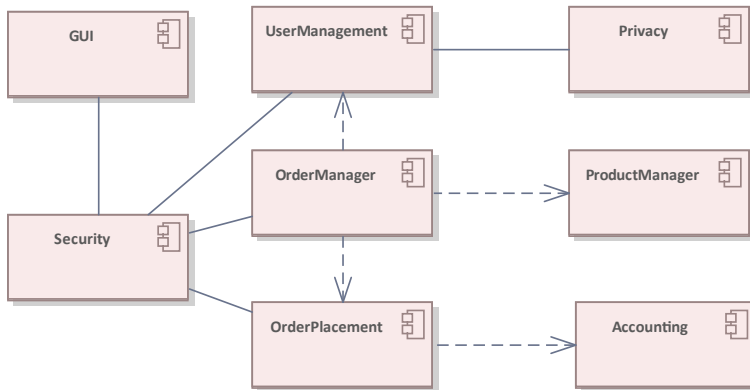 GUI
UserManagement
Privacy
OrderManager
ProductManager
Security
OrderPlacement
Accounting